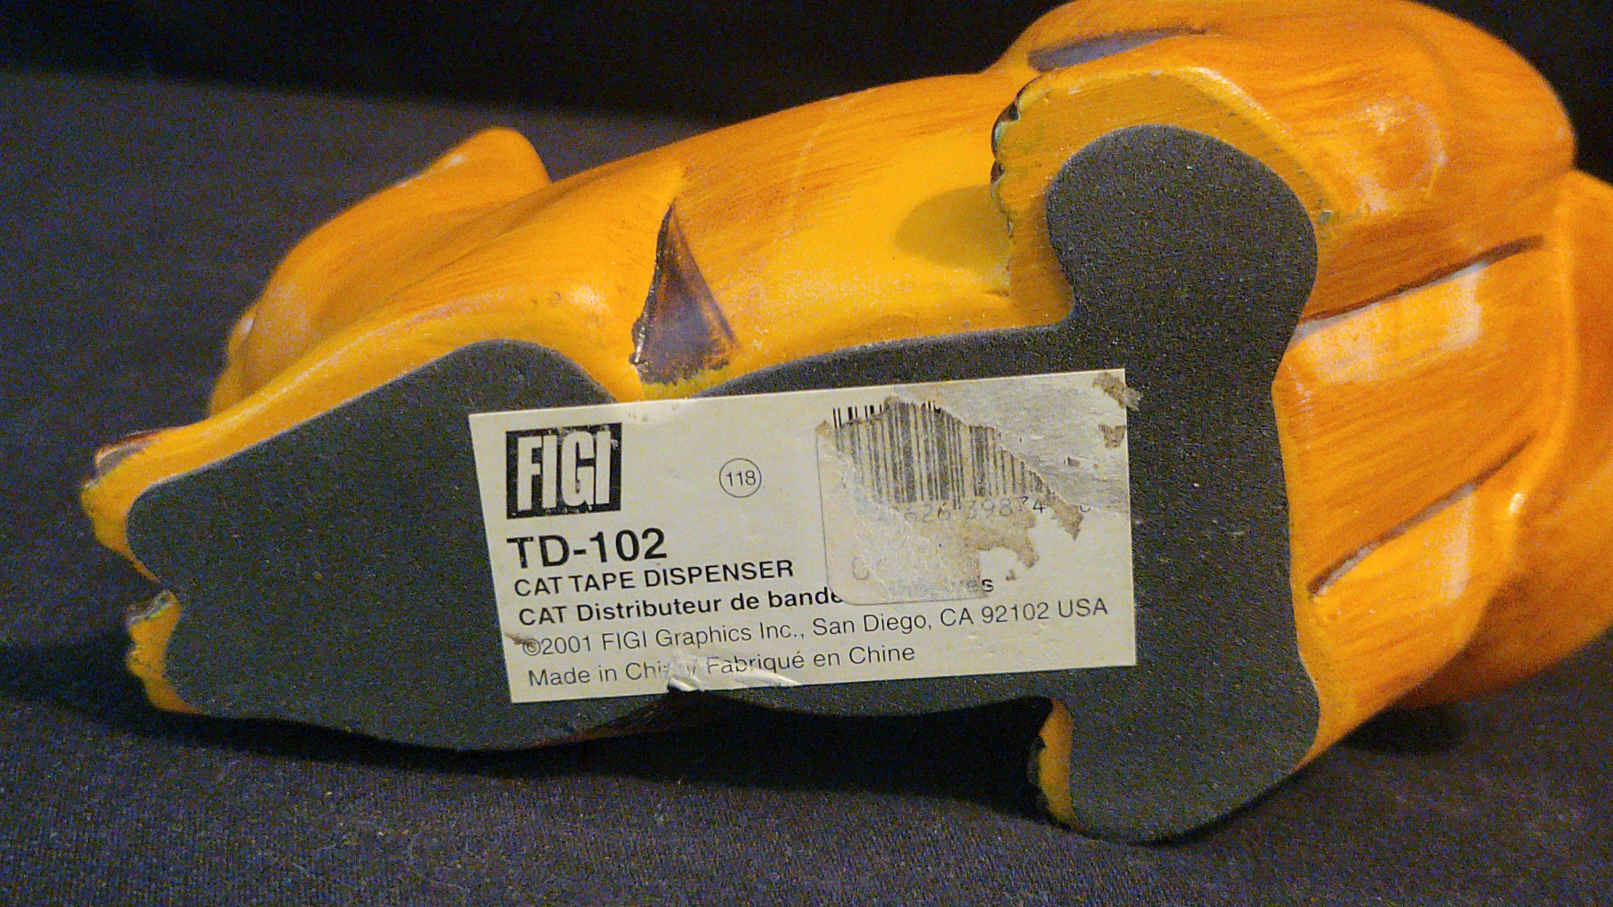 FIGI
118
TD-102
CAT TAPE DISPENSER
CAT Distributeur de bande
©2001 FIGI Graphics Inc., San Diego, CA 92102 USA
Made in Fabriqué en Chine